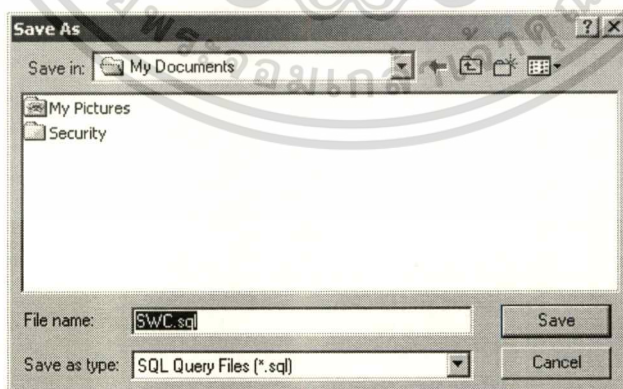 Save As
Save in: My Documents
My Pictures
Security
File name: SWC.sql
Save
Save as type: SQL Query Files (*.sql)
Cancel